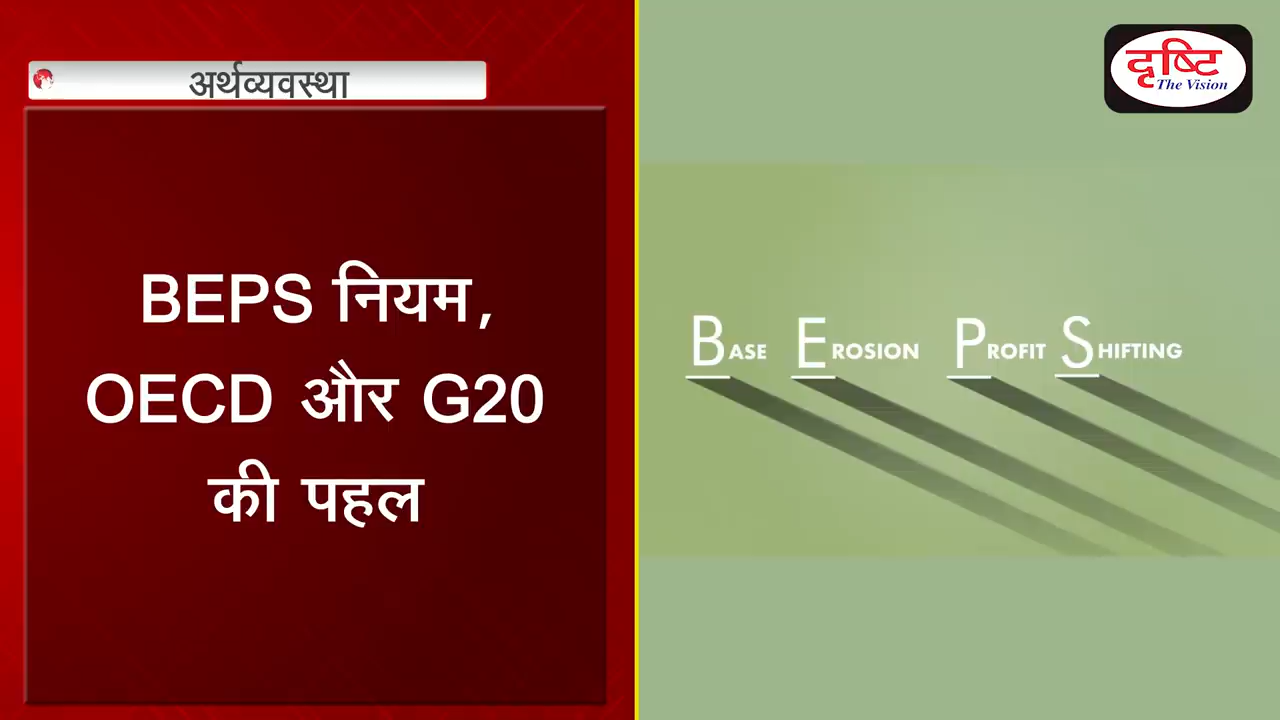 अर्थव्यवस्था
BEPS नियम,
OECD और G20
की पहल
दृष्टि
The Vision
BASE EROSION PROFIT SHIFTING